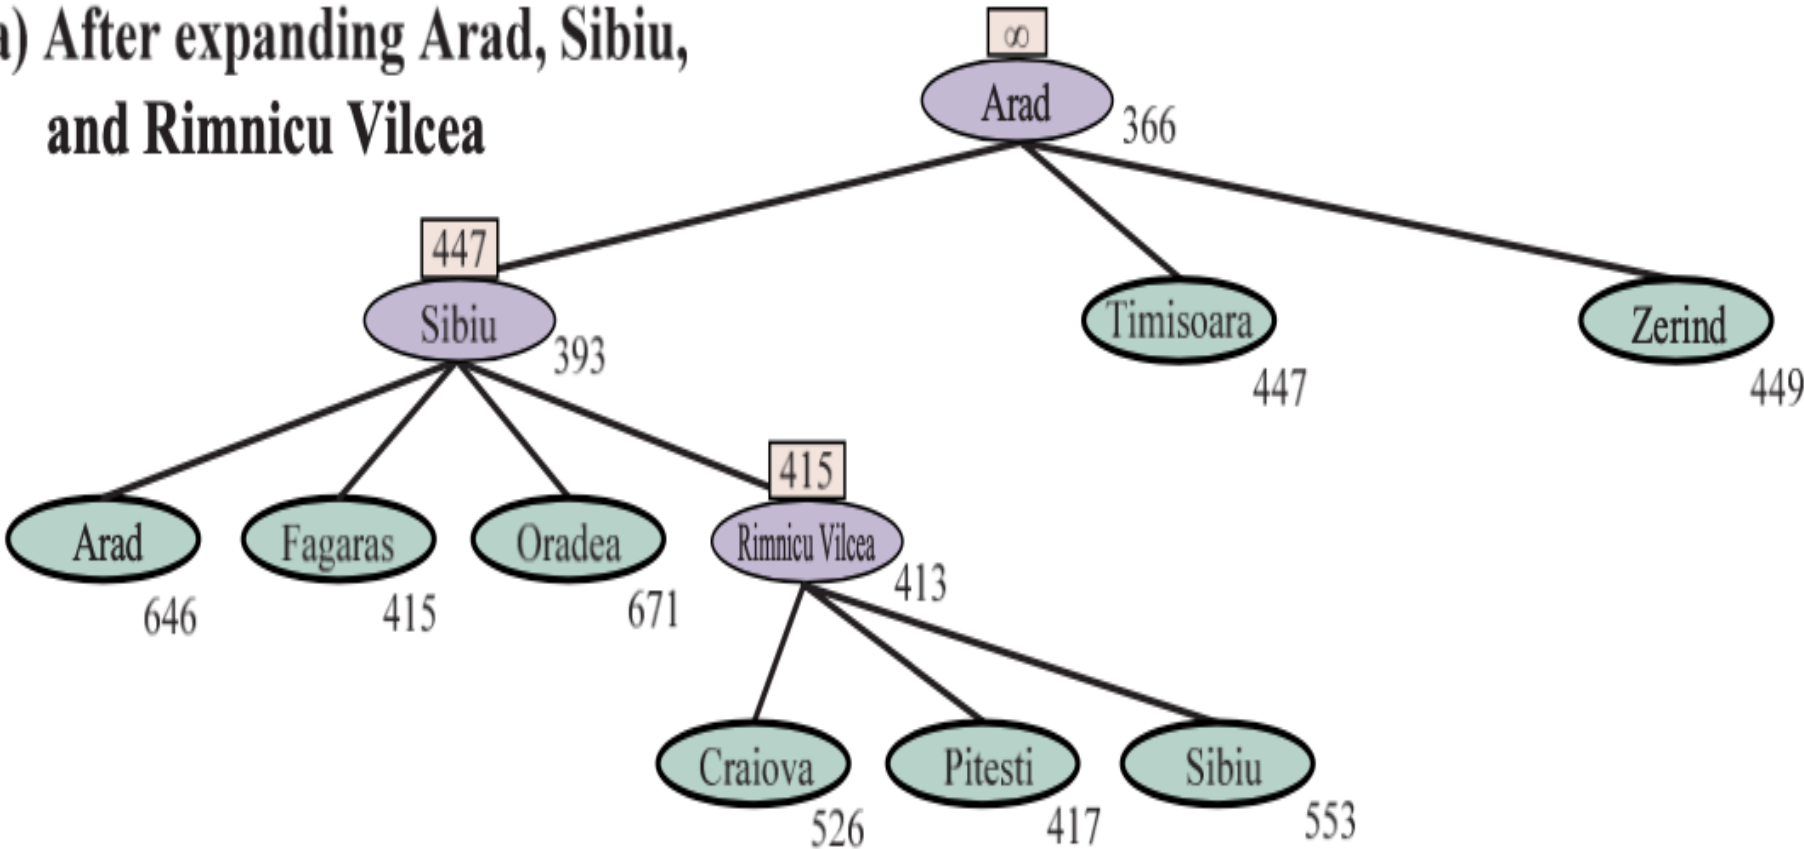 a) After expanding Arad, Sibiu,
and Rimnicu Vilcea
∞
Arad
366
447
Sibiu
393
Timisoara
447
Zerind
449
415
Arad
646
Fagaras
415
Oradea
671
Rimnicu Vilcea
413
Craiova
526
Pitesti
417
Sibiu
553